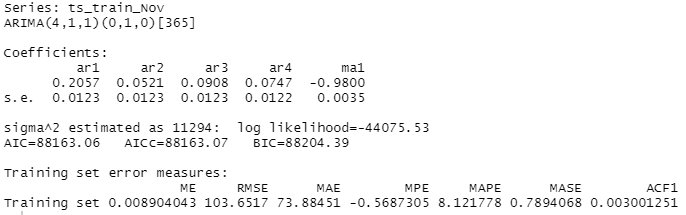 Series: ts_train_Nov
ARIMA(4,1,1)(0,1,0)[365]
Coefficients:
ar1 ar2 ar3 ar4 ma1
0.2057 0.0521 0.0908 0.0747 -0.9800
s.e. 0.0123 0.0123 0.0123 0.0122 0.0035
sigma^2 estimated as 11294: log likelihood=-44075.53
AIC=88163.06 AICc=88163.07 BIC=88204.39
Training set error measures:
ME RMSE MAE MPE MAPE MASE ACF1
Training set 0.008904043 103.6517 73.88451 -0.5687305 8.121778 0.7894068 0.003001251